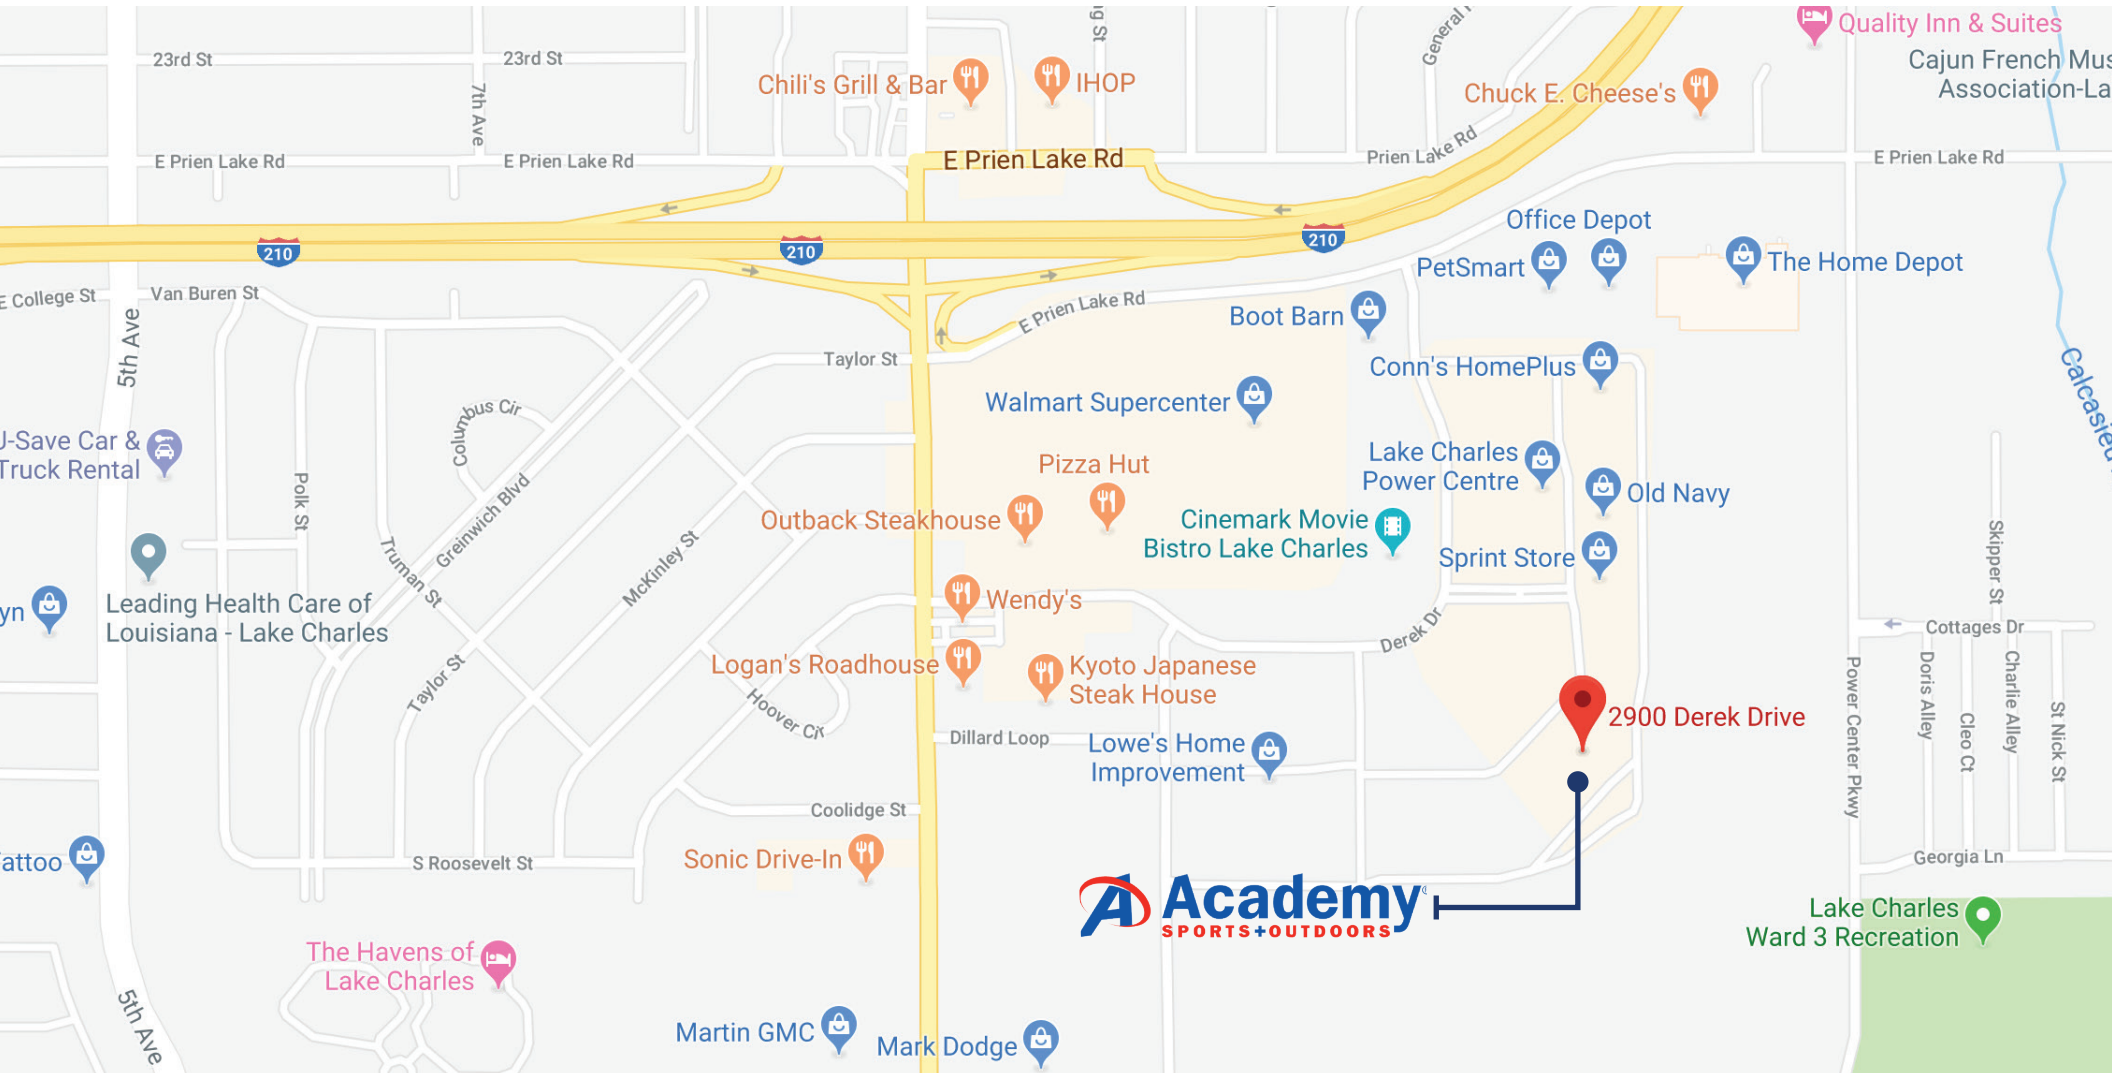 Quality Inn & Suites
Cajun French Mus
Association-La
23rd St
23rd St
General
ng St
Chili's Grill & Bar
IHOP
Chuck E. Cheese's
7th Ave
E Prien Lake Rd
E Prien Lake Rd
E Prien Lake Rd
Prien Lake Rd
E Prien Lake Rd
Office Depot
PetSmart
The Home Depot
210
210
210
E College St
Van Buren St
E Prien Lake Rd
Boot Barn
5th Ave
Taylor St
Conn's HomePlus
Calcasieu
Walmart Supercenter
Columbus Cir
J-Save Car &
Truck Rental
Lake Charles
Power Centre
Pizza Hut
Old Navy
Polk St
Greinwich Blvd
Outback Steakhouse
Cinemark Movie
Bistro Lake Charles
Sprint Store
Truman St
McKinley St
Skipper St
yn
Leading Health Care of
Louisiana - Lake Charles
Wendy's
Derek Dr
Cottages Dr
Taylor St
Logan's Roadhouse
Kyoto Japanese
Steak House
Hoover Cir
2900 Derek Drive
Power Center Pkwy
Doris Alley
Cleo Ct
Charlie Alley
St Nick St
Dillard Loop
Lowe's Home
Improvement
Coolidge St
attoo
S Roosevelt St
Sonic Drive-In
Georgia Ln
Academy
SPORTS+OUTDOORS
Lake Charles
Ward 3 Recreation
The Havens of
Lake Charles
5th Ave
Martin GMC
Mark Dodge